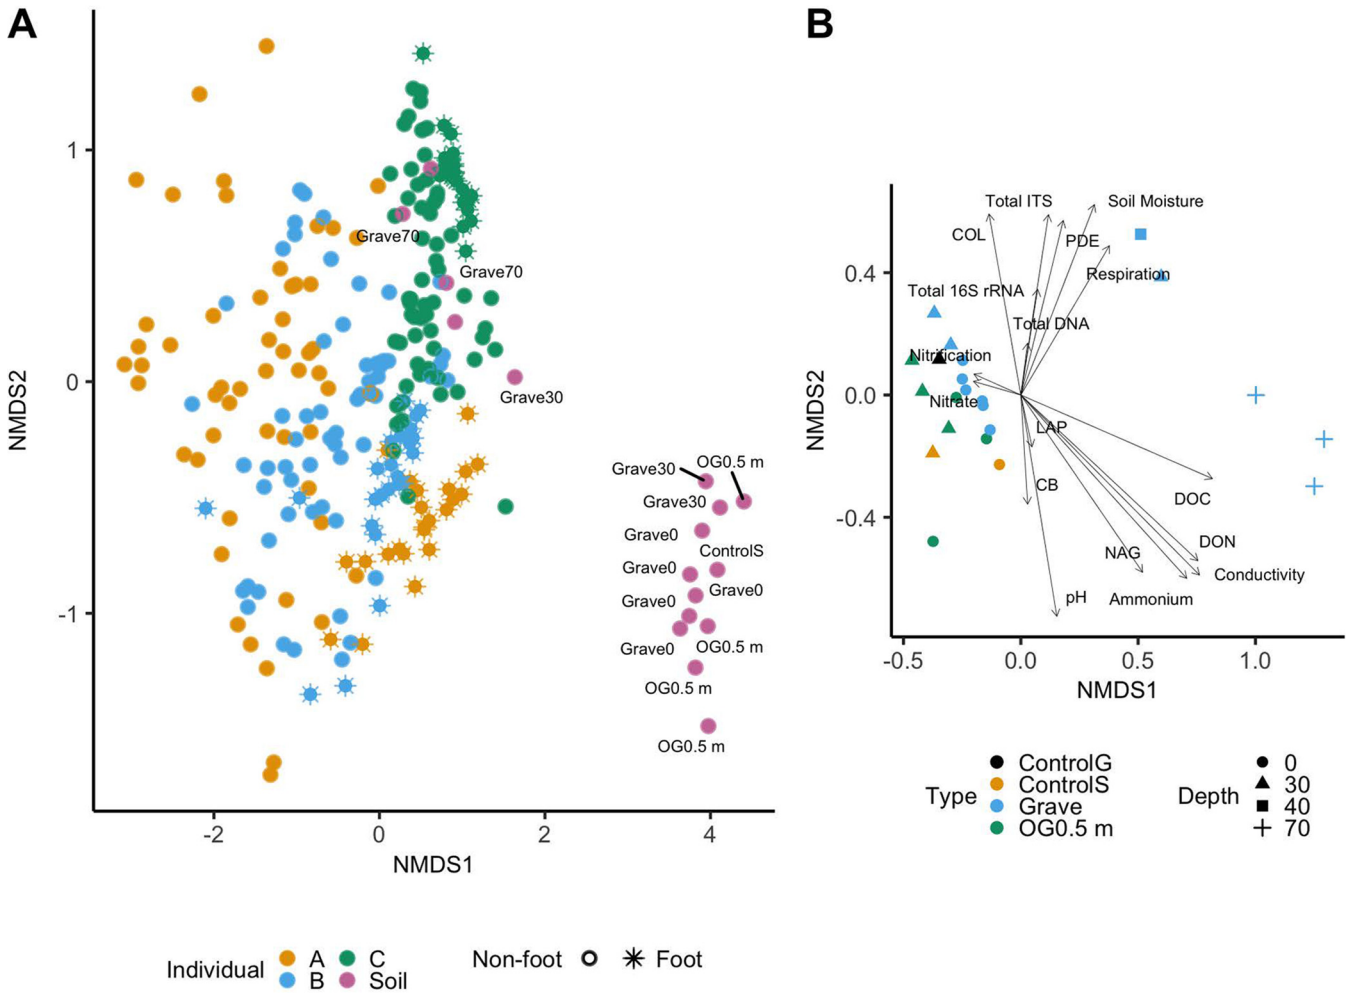 A
B
NMDS2
1
0
-1
Grave70
Grave70
Grave30
Grave30
OG0.5 m
Grave30
Grave0
ControlS
Grave0
Grave0
Grave0
Grave0
OG0.5 m
OG0.5 m
OG0.5 m
-2
0
2
4
NMDS1
Individual
A
C
B
Soil
Non-foot
Foot
NMDS2
0.4
0.0
-0.4
Total ITS
Soil Moisture
COL
PDE
Respiration
Total 16S rRNA
Total DNA
Nitrification
Nitrate
LAP
CB
DOC
NAG
DON
Conductivity
pH
Ammonium
-0.5
0.0
0.5
1.0
NMDS1
Type
ControlG
ControlS
Grave
OG0.5 m
Depth
0
30
40
70